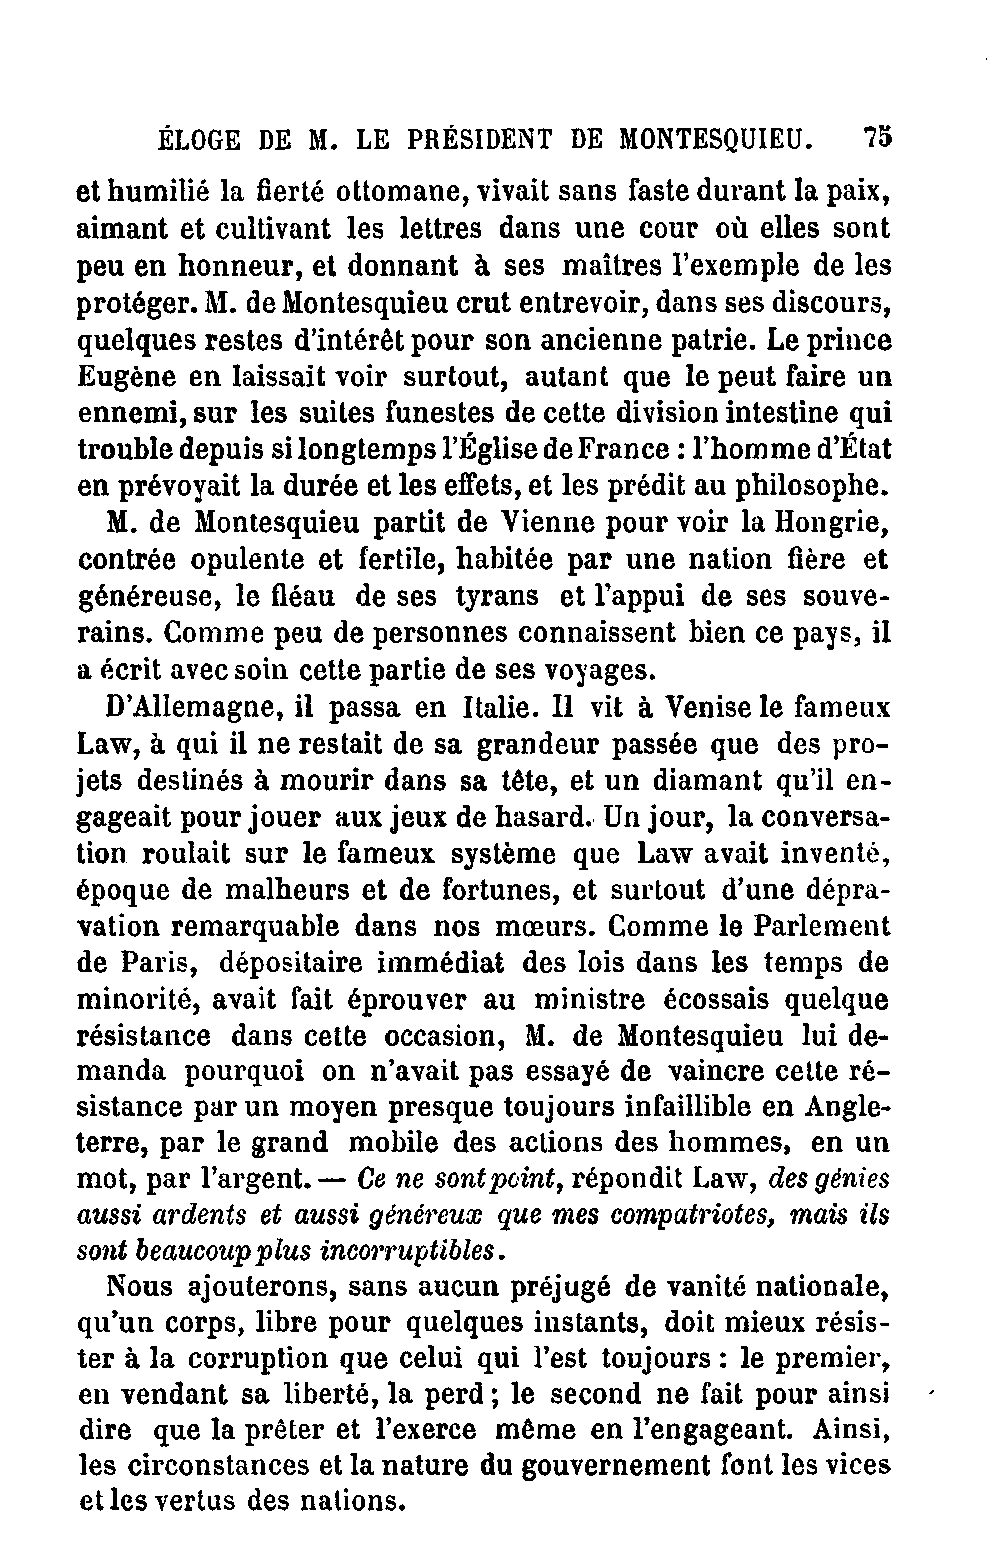 ÉLOGE DE M. LE PRÉSIDENT DE MONTESQUIEU. 75
et humilié la fierté ottomane, vivait sans faste durant la paix,
aimant et cultivant les lettres dans une cour où elles sont
peu en honneur, et donnant à ses maîtres l'exemple de les
protéger. M. de Montesquieu crut entrevoir, dans ses discours,
quelques restes d'intérêt pour son ancienne patrie. Le prince
Eugène en laissait voir surtout, autant que le peut faire un
ennemi, sur les suites funestes de cette division intestine qui
trouble depuis si longtemps l'Église de France : l'homme d'État
en prévoyait la durée et les effets, et les prédit au philosophe.
M. de Montesquieu partit de Vienne pour voir la Hongrie,
contrée opulente et fertile, habitée par une nation fière et
généreuse, le fléau de ses tyrans et l'appui de ses souve-
rains. Comme peu de personnes connaissent bien ce pays, il
a écrit avec soin cette partie de ses voyages.
D'Allemagne, il passa en Italie. Il vit à Venise le fameux
Law, à qui il ne restait de sa grandeur passée que des pro-
jets destinés à mourir dans sa tête, et un diamant qu'il en-
gageait pour jouer aux jeux de hasard. Un jour, la conversa-
tion roulait sur le fameux système que Law avait inventé,
époque de malheurs et de fortunes, et surtout d'une dépra-
vation remarquable dans nos mœurs. Comme le Parlement
de Paris, dépositaire immédiat des lois dans les temps de
minorité, avait fait éprouver au ministre écossais quelque
résistance dans cette occasion, M. de Montesquieu lui de-
manda pourquoi on n'avait pas essayé de vaincre cette ré-
sistance par un moyen presque toujours infaillible en Angle-
terre, par le grand mobile des actions des hommes, en un
mot, par l'argent. — Ce ne sont point, répondit Law, des génies
aussi ardents et aussi généreux que mes compatriotes, mais ils
sont beaucoup plus incorruptibles.
Nous ajouterons, sans aucun préjugé de vanité nationale,
qu'un corps, libre pour quelques instants, doit mieux résis-
ter à la corruption que celui qui l'est toujours : le premier,
en vendant sa liberté, la perd ; le second ne fait pour ainsi
dire que la prêter et l'exerce même en l'engageant. Ainsi,
les circonstances et la nature du gouvernement font les vices
et les vertus des nations.